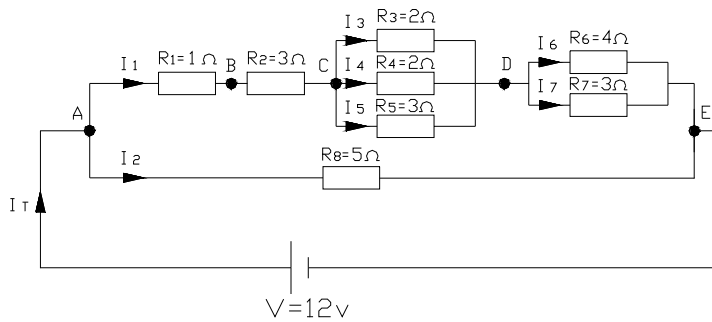 I3 R3=2Ω
I1 R1=1Ω B R2=3Ω C I4 R4=2Ω D I6 R6=4Ω
I5 R5=3Ω I7 R7=3Ω
A E
I2 R8=5Ω
IT
V=12v